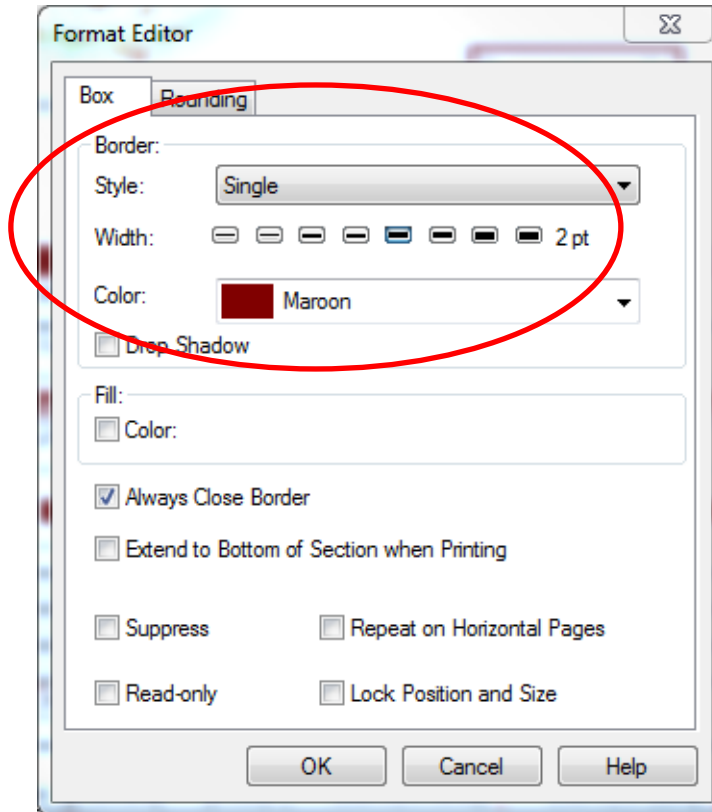 Format Editor
Box Rounding
Border:
Style: Single
Width: 2 pt
Color: Maroon
Drop Shadow
Fill:
Color:
Always Close Border
Extend to Bottom of Section when Printing
Suppress Repeat on Horizontal Pages
Read-only Lock Position and Size
OK Cancel Help